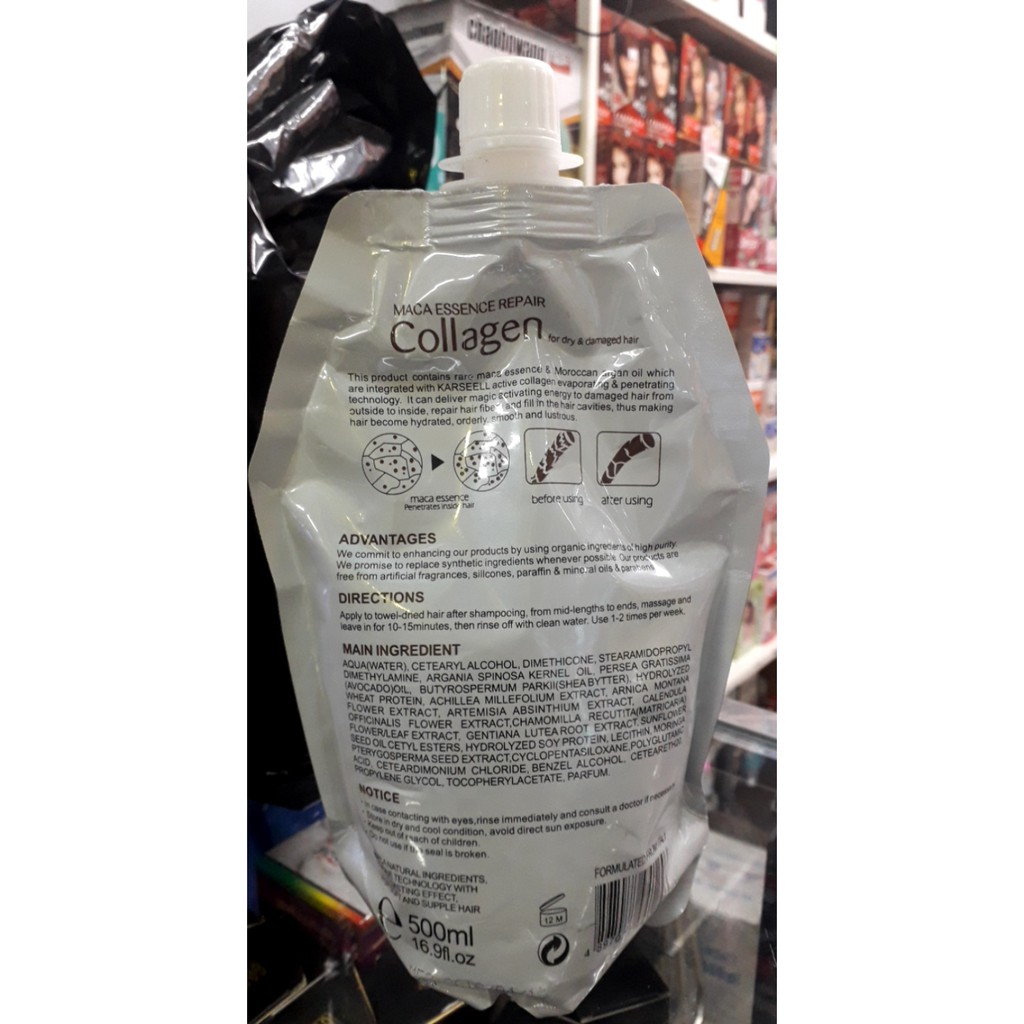 MACA ESSENCE REPAIR
Collagen for dry & damaged hair
This product contains rare maca essence & Moroccan argan oil which
are integrated with KARSEELL active collagen evaporating & penetrating
technology. It can deliver magic activating energy to damaged hair from
outside to inside, repair hair fiber and fill in the hair cavities, thus making
hair become hydrated, orderly, smooth and lustrous.
maca essence
Penetrates inside hair
before using
after using
ADVANTAGES
We commit to enhancing our products by using organic ingredients of high purity.
We promise to replace synthetic ingredients whenever possible. Our products are
free from artificial fragrances, silicones, paraffin & mineral oils & parabens.
DIRECTIONS
Apply to towel-dried hair after shampooing, from mid-lengths to ends, massage and
leave in for 10-15minutes, then rinse off with clean water. Use 1-2 times per week.
MAIN INGREDIENT
AQUA(WATER), CETEARYL ALCOHOL, DIMETHICONE, STEARAMIDOPROPYL
DIMETHYLAMINE, ARGANIA SPINOSA KERNEL OIL, PERSEA GRATISSIMA
(AVOCADO)OIL, BUTYROSPERMUM PARKII(SHEA BYTTER), HYDROLYZED
WHEAT PROTEIN, ACHILLEA MILLEFOLIUM EXTRACT, ARNICA MONTANA
FLOWER EXTRACT, ARTEMISIA ABSINTHIUM EXTRACT, CALENDULA
OFFICINALIS FLOWER EXTRACT,CHAMOMILLA RECUTITA(MATRICARIA)
FLOWER/LEAF EXTRACT, GENTIANA LUTEA ROOT EXTRACT, SUNFLOWER
SEED OIL,CETYL ESTERS, HYDROLYZED SOY PROTEIN, LECITHIN, MORINGA
PTERYGOSPERMA SEED EXTRACT,CYCLOPENTASILOXANE,POLYGLUTAMIC
ACID, CETEARDIMONIUM CHLORIDE, BENZEL ALCOHOL, CETEARETH20,
PROPYLENE GLYCOL, TOCOPHERYLACETATE, PARFUM.
NOTICE
In case contacting with eyes,rinse immediately and consult a doctor if necessary.
Store in dry and cool condition, avoid direct sun exposure.
Keep out of reach of children.
Do not use if the seal is broken.
NATURAL INGREDIENTS,
TECHNOLOGY WITH
EFFECT,
AND SUPPLE HAIR
FORMULATED
500ml
16.9fl.oz
12 M